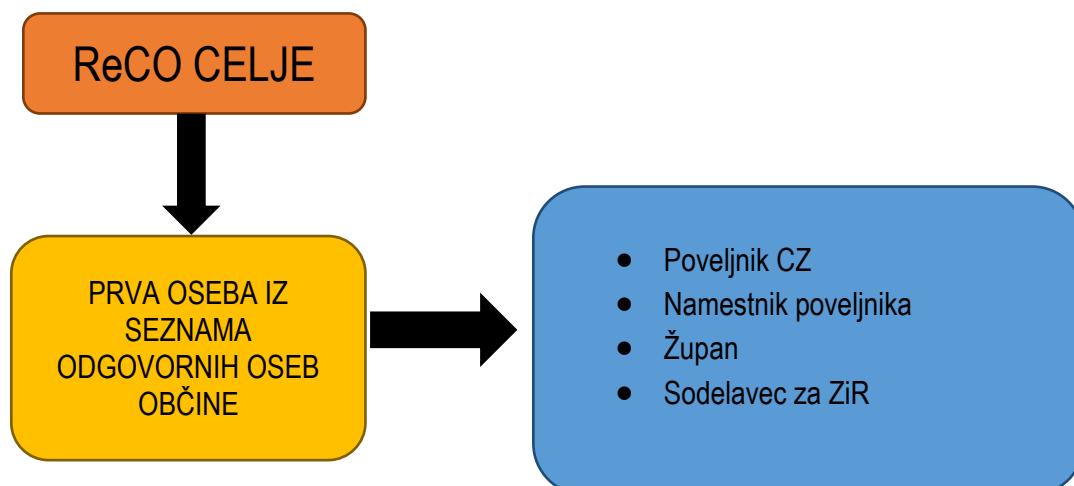 ReCO CELJE
PRVA OSEBA IZ
SEZNAMA
ODGOVORNIH OSEB
OBČINE
• Poveljnik CZ
• Namestnik poveljnika
• Župan
• Sodelavec za ZiR